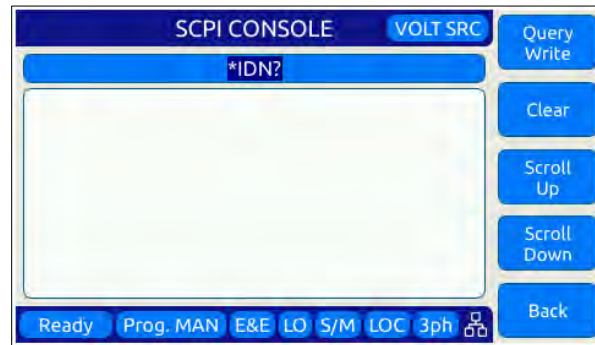 SCPI CONSOLE
VOLT SRC
*IDN?
Query
Write
Clear
Scroll
Up
Scroll
Down
Back
Ready Prog. MAN E&E LO S/M LOC 3ph